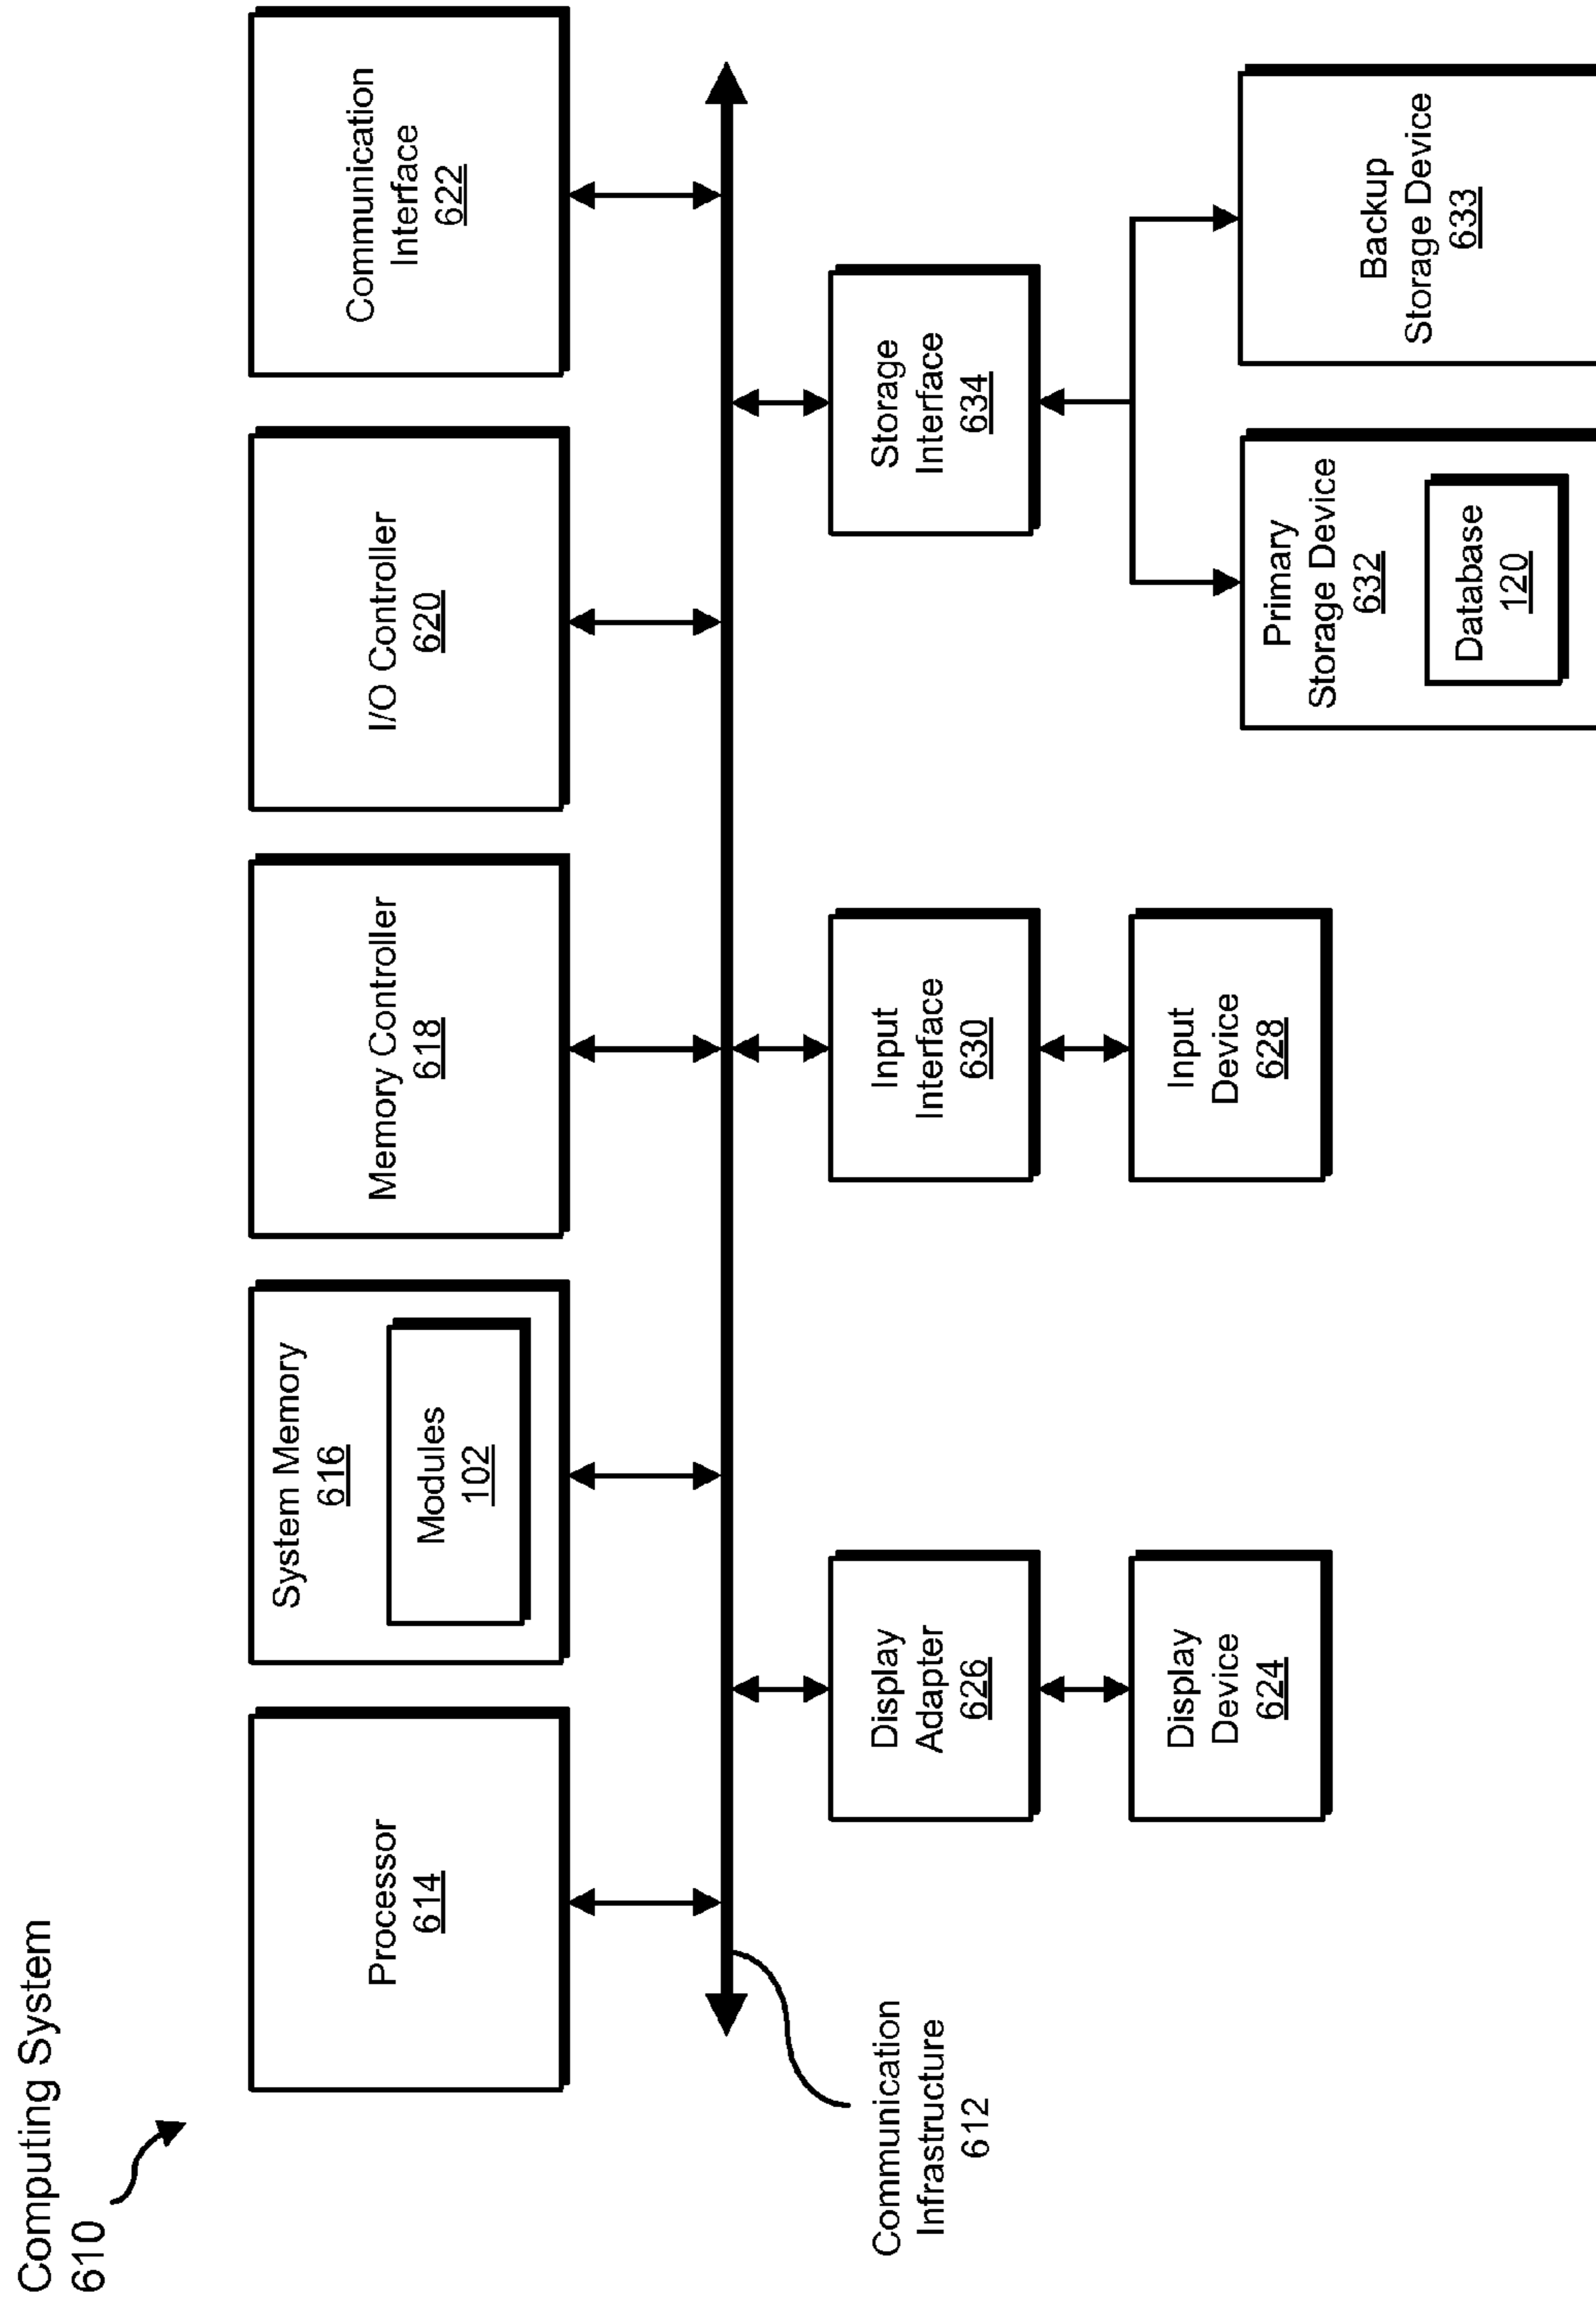 Computing System
610
Processor
614
System Memory
616
Modules
102
Memory Controller
618
I/O Controller
620
Communication
Interface
622
Communication
Infrastructure
612
Display
Adapter
626
Input
Interface
630
Storage
Interface
634
Display
Device
624
Input
Device
628
Primary
Storage Device
632
Database
120
Backup
Storage Device
633